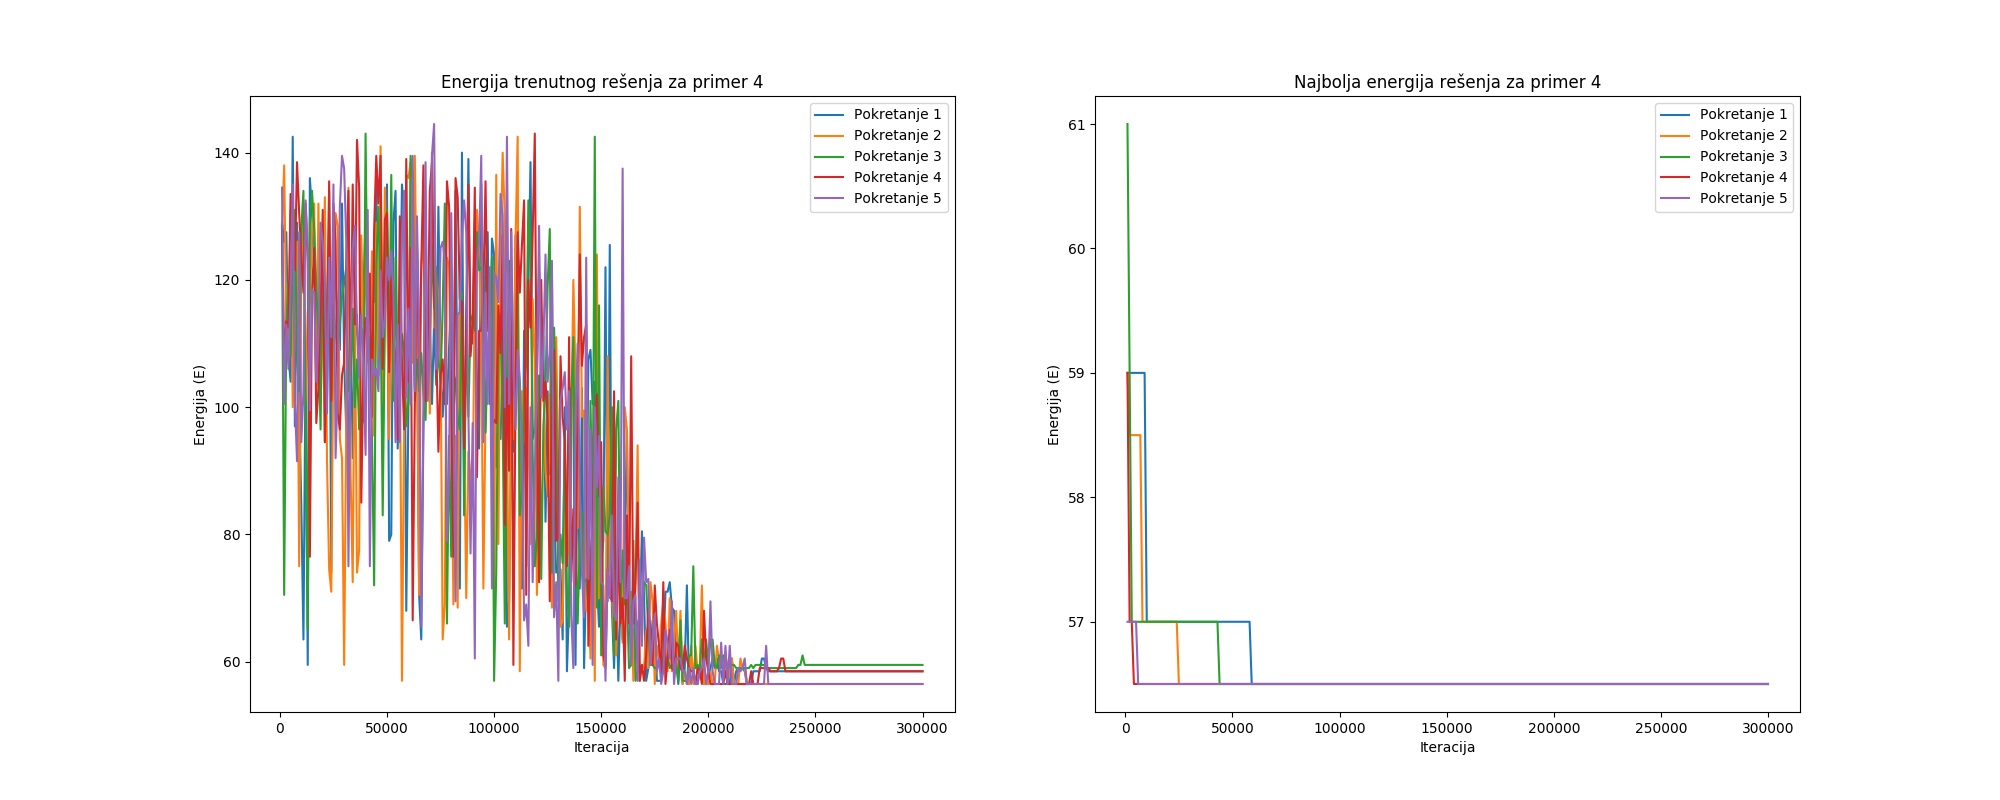 Energija trenutnog rešenja za primer 4
Energija (E)
140
120
100
80
60
0
50000
100000
150000
200000
250000
300000
Iteracija
Pokretanje 1
Pokretanje 2
Pokretanje 3
Pokretanje 4
Pokretanje 5
Najbolja energija rešenja za primer 4
Energija (E)
61
60
59
58
57
0
50000
100000
150000
200000
250000
300000
Iteracija
Pokretanje 1
Pokretanje 2
Pokretanje 3
Pokretanje 4
Pokretanje 5